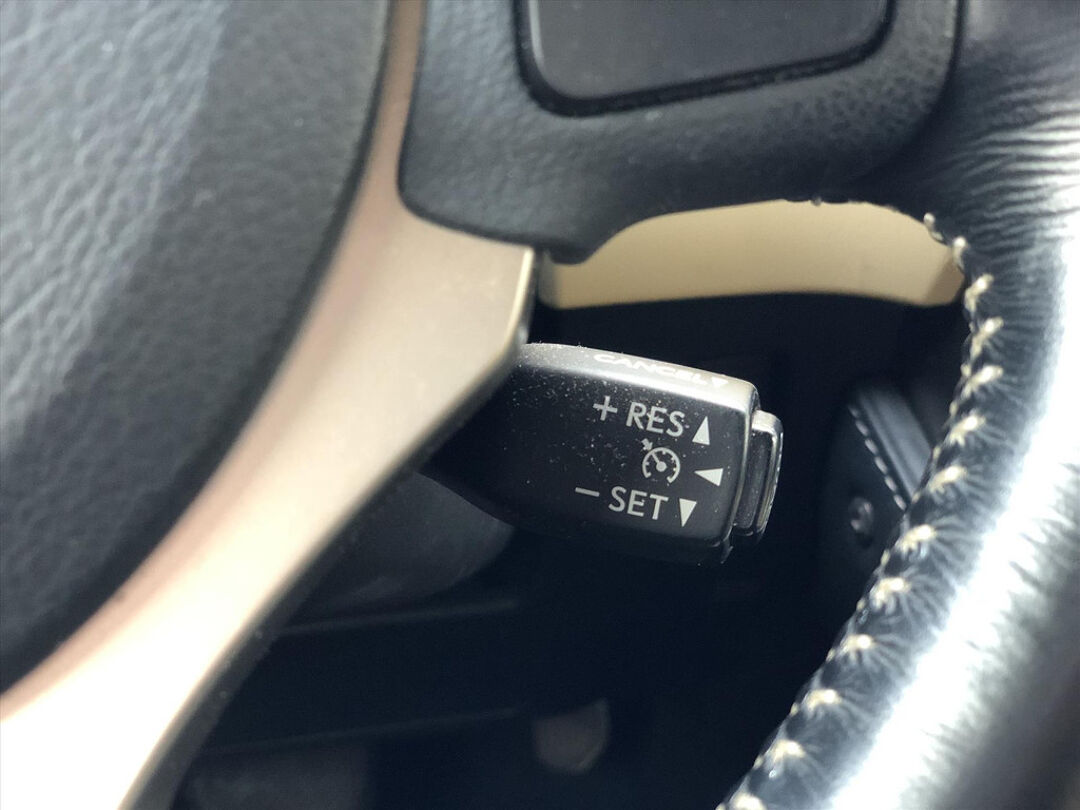 CANCEL▼
+ RES ▲
◀
− SET ▼